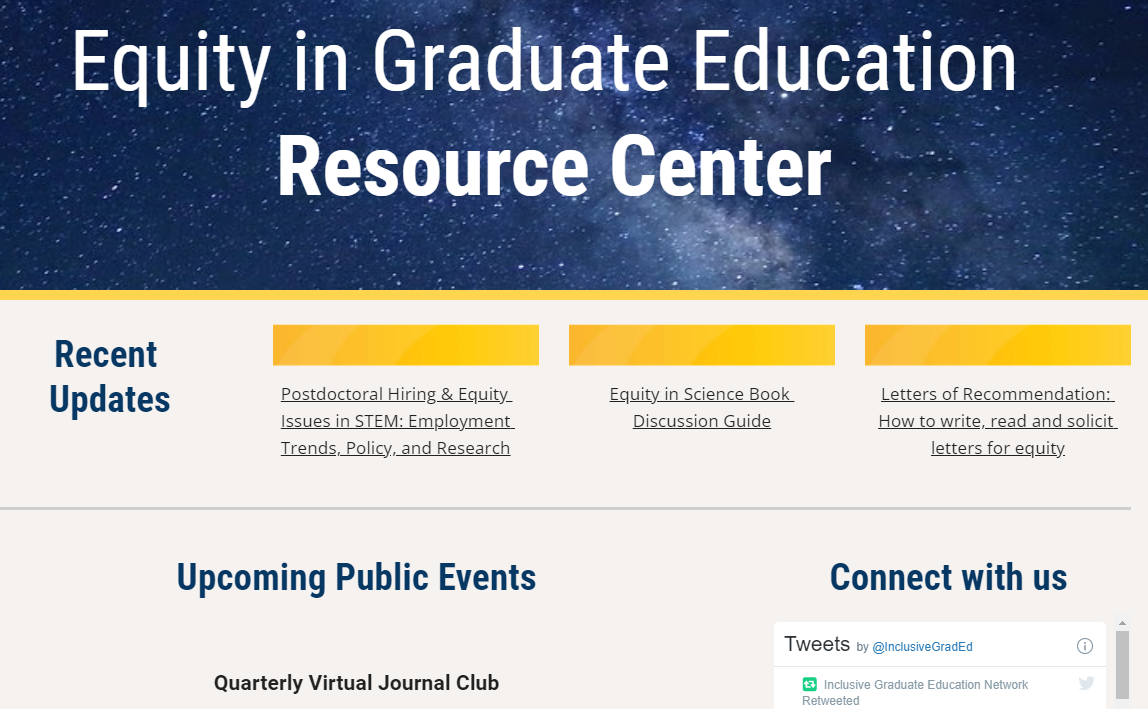 Equity in Graduate Education
Resource Center
Recent
Updates
Postdoctoral Hiring & Equity
Issues in STEM: Employment
Trends, Policy, and Research
Equity in Science Book
Discussion Guide
Letters of Recommendation:
How to write, read and solicit
letters for equity
Upcoming Public Events
Quarterly Virtual Journal Club
Connect with us
Tweets by @InclusiveGradEd
Inclusive Graduate Education Network
Retweeted